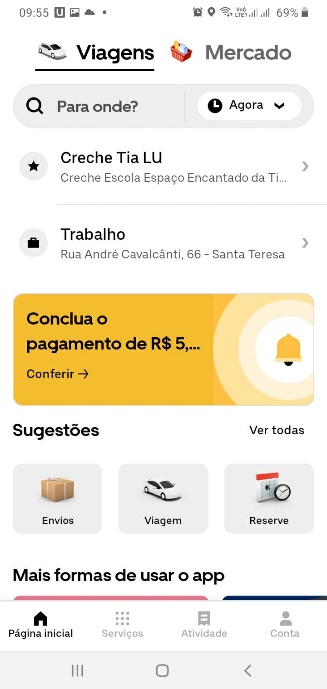 09:55
69%
Viagens
Mercado
Para onde?
Agora
Creche Tia LU
Creche Escola Espaço Encantado da Ti...
Trabalho
Rua André Cavalcânti, 66 - Santa Teresa
Conclua o
pagamento de R$ 5,...
Conferir →
Sugestões
Ver todas
Envios
Viagem
Reserve
Mais formas de usar o app
Página inicial
Serviços
Atividade
Conta